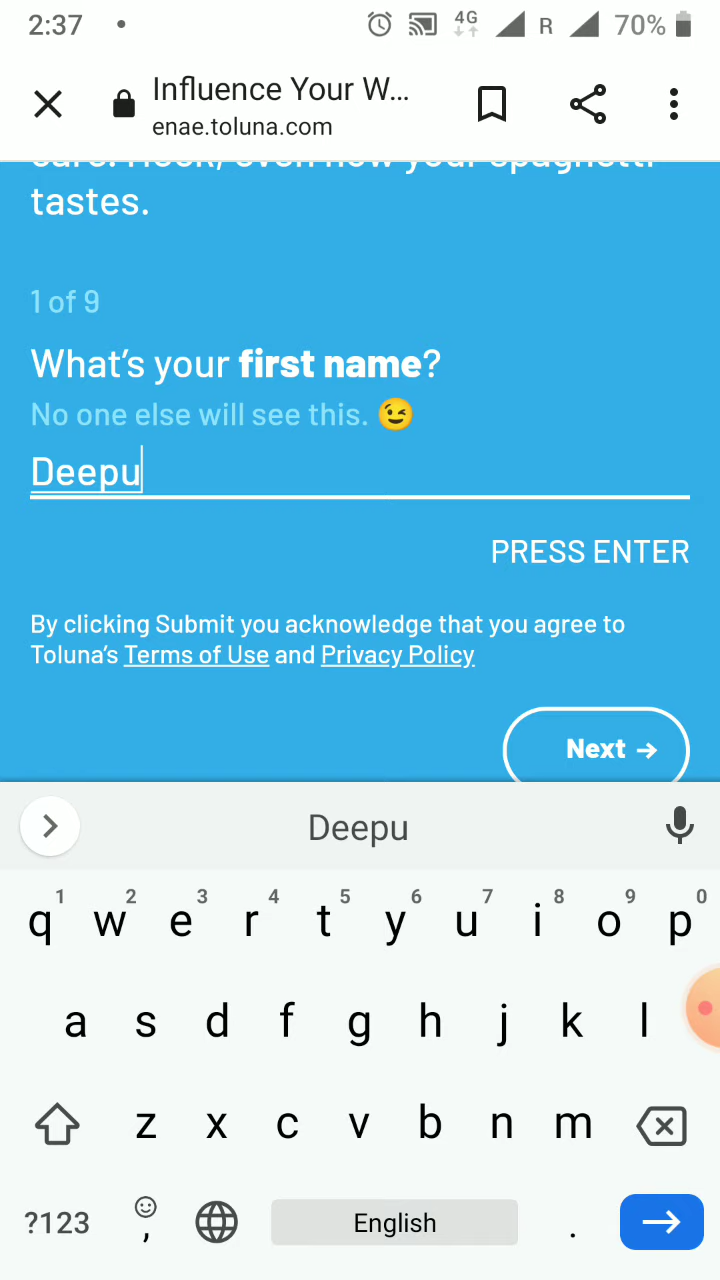 2:37 4G R 70%
Influence Your W...
enae.toluna.com
tastes.
1 of 9
What's your first name?
No one else will see this. 😉
Deepu
PRESS ENTER
By clicking Submit you acknowledge that you agree to
Toluna's Terms of Use and Privacy Policy
Next →
Deepu
1 2 3 4 5 6 7 8 9 0
q w e r t y u i o p
a s d f g h j k l
z x c v b n m
?123 , English .